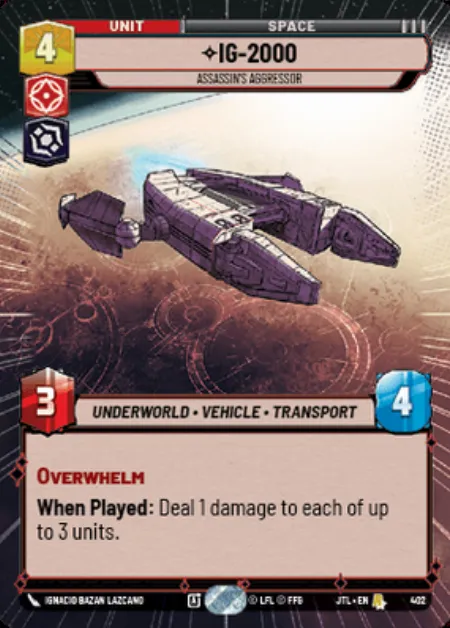 UNIT SPACE
4
✧IG-2000
ASSASSIN'S AGGRESSOR
3 UNDERWORLD • VEHICLE • TRANSPORT 4
OVERWHELM
When Played: Deal 1 damage to each of up
to 3 units.
IGNACIO BAZAN LAZCANO © LFL © FFG JTL • EN 402